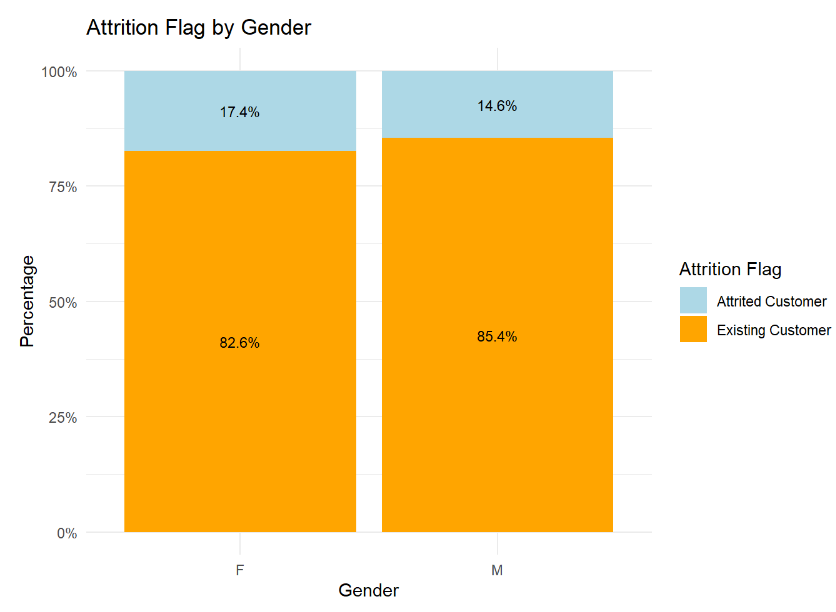 Attrition Flag by Gender
100%
75%
50%
25%
0%
Percentage
17.4%
14.6%
82.6%
85.4%
F
M
Gender
Attrition Flag
Attrited Customer
Existing Customer